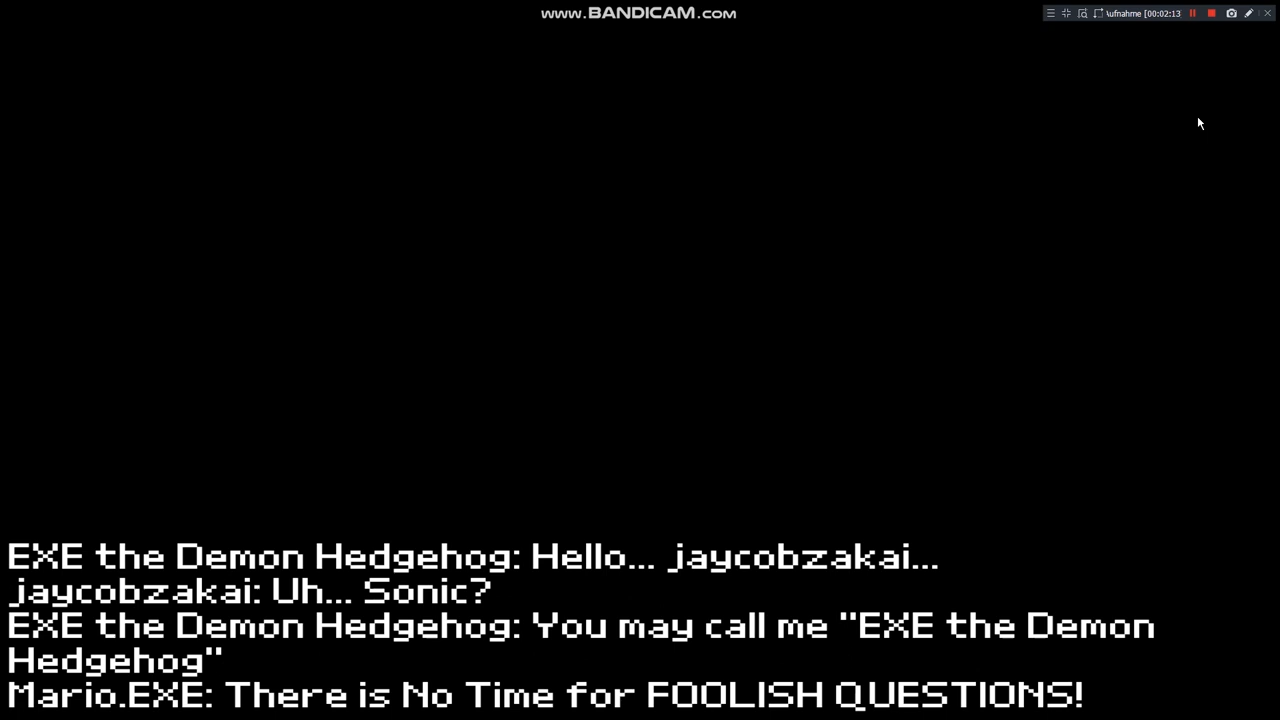 www.BANDICAM.com
\ufnahme [00:02:13
EXE the Demon Hedgehog: Hello... jaycobzakai...
jaycobzakai: Uh... Sonic?
EXE the Demon Hedgehog: You may call me "EXE the Demon
Hedgehog"
Mario.EXE: There is No Time for FOOLISH QUESTIONS!